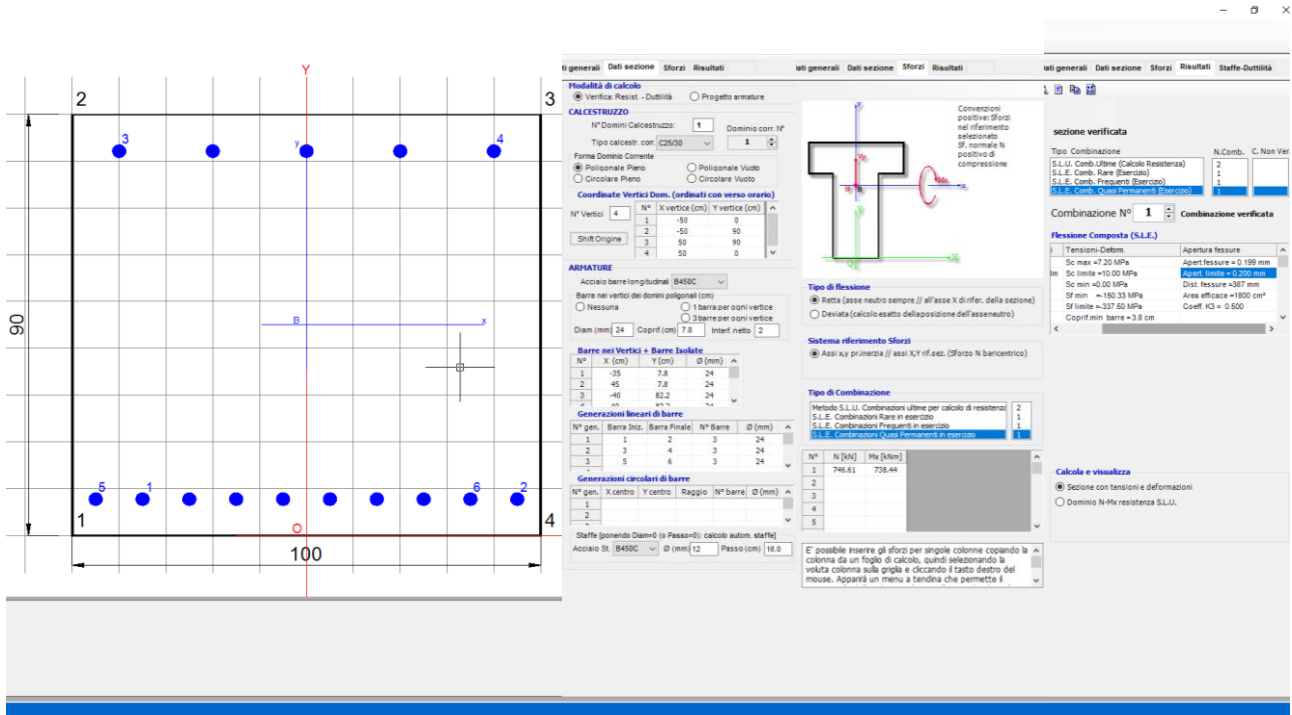 Y
2
3
3
4
y
90
B
x
5
1
6
2
1
O
4
100
ti generali Dati sezione Sforzi Risultati
Modalità di calcolo
Verifica: Resist. - Duttilità Progetto armature
CALCESTRUZZO
N° Domini Calcestruzzo: 1 Dominio corr. N°
Tipo calcestr. corr. C25/30 1
Forma Dominio Corrente
Poligonale Pieno Poligonale Vuoto
Circolare Pieno Circolare Vuoto
Coordinate Vertici Dom. (ordinati con verso orario)
N° Vertici 4
N° X vertice (cm) Y vertice (cm)
1 -50 0
2 -50 90
3 50 90
4 50 0
Shift Origine
ARMATURE
Acciaio barre longitudinali B450C
Barre nei vertici dei domini poligonali (cm)
Nessuna 1 barra per ogni vertice
3 barre per ogni vertice
Diam.(mm) 24 Coprif.(cm) 7.8 Interf. netto 2
Barre nei Vertici + Barre Isolate
N° X (cm) Y (cm) Ø (mm)
1 -35 7.8 24
2 45 7.8 24
3 -40 82.2 24
Generazioni lineari di barre
N° gen. Barra Iniz. Barra Finale N° Barre Ø (mm)
1 1 2 3 24
2 3 4 3 24
3 5 6 3 24
Generazioni circolari di barre
N° gen. X centro Y centro Raggio N° barre Ø (mm)
1
2
Staffe [ponendo Diam=0 (o Passo=0): calcolo autom. staffe]
Acciaio St. B450C Ø (mm) 12 Passo (cm) 16.0
ati generali Dati sezione Sforzi Risultati
Convenzioni
positive: Sforzi
nel riferimento
selezionato
Sf. normale N
positivo di
compressione
Tipo di flessione
Retta (asse neutro sempre // all'asse X di rifer. della sezione)
Deviata (calcolo esatto della posizione dell'asse neutro)
Sistema riferimento Sforzi
Assi x,y pr.inerzia // assi X,Y rif.sez. (Sforzo N baricentrico)
Tipo di Combinazione
Metodo S.L.U. Combinazioni ultime per calcolo di resistenza 2
S.L.E. Combinazioni Rare in esercizio 1
S.L.E. Combinazioni Frequenti in esercizio 1
S.L.E. Combinazioni Quasi Permanenti in esercizio 1
N° N [kN] Mx [kNm]
1 746.61 738.44
2
3
4
5
E' possibile inserire gli sforzi per singole colonne copiando la
colonna da un foglio di calcolo, quindi selezionando la
voluta colonna sulla griglia e cliccando il tasto destro del
mouse. Apparirà un menu a tendina che permette il
ati generali Dati sezione Sforzi Risultati Staffe-Duttilità
sezione verificata
Tipo Combinazione N.Comb. C. Non Ver.
S.L.U. Comb.Ultime (Calcolo Resistenza) 2
S.L.E. Comb. Rare (Esercizio) 1
S.L.E. Comb. Frequenti (Esercizio) 1
S.L.E. Comb. Quasi Permanenti (Esercizio) 1
Combinazione N° 1 Combinazione verificata
Flessione Composta (S.L.E.)
i Tensioni-Deform. Apertura fessure
Sc max =7.20 MPa Apert.fessure = 0.199 mm
Sc limite =10.00 MPa Apert. limite = 0.200 mm
Sc min =0.00 MPa Dist. fessure =387 mm
Sf min =-150.33 MPa Area efficace =1800 cm²
Sf limite =-337.50 MPa Coeff. K3 = 0.500
Coprif.min barre =3.8 cm
Calcola e visualizza
Sezione con tensioni e deformazioni
Dominio N-Mx resistenza S.L.U.